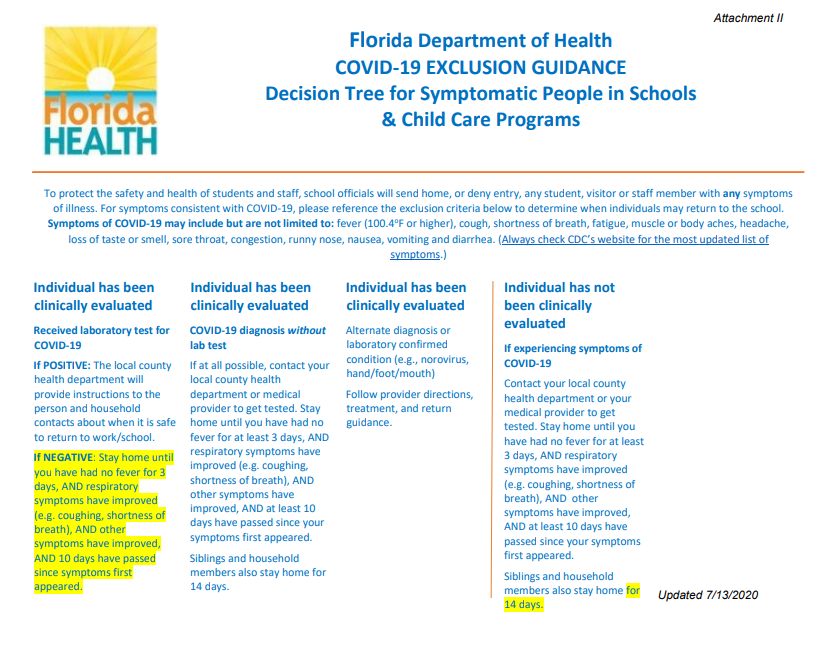 Attachment II
Florida
HEALTH
Florida Department of Health
COVID-19 EXCLUSION GUIDANCE
Decision Tree for Symptomatic People in Schools
& Child Care Programs
To protect the safety and health of students and staff, school officials will send home, or deny entry, any student, visitor or staff member with any symptoms
of illness. For symptoms consistent with COVID-19, please reference the exclusion criteria below to determine when individuals may return to the school.
Symptoms of COVID-19 may include but are not limited to: fever (100.4°F or higher), cough, shortness of breath, fatigue, muscle or body aches, headache,
loss of taste or smell, sore throat, congestion, runny nose, nausea, vomiting and diarrhea. (Always check CDC's website for the most updated list of
symptoms.)
Individual has been
clinically evaluated
Received laboratory test for
COVID-19
If POSITIVE: The local county
health department will
provide instructions to the
person and household
contacts about when it is safe
to return to work/school.
If NEGATIVE: Stay home until
you have had no fever for 3
days, AND respiratory
symptoms have improved
(e.g. coughing, shortness of
breath), AND other
symptoms have improved,
AND 10 days have passed
since symptoms first
appeared.
Individual has been
clinically evaluated
COVID-19 diagnosis without
lab test
If at all possible, contact your
local county health
department or medical
provider to get tested. Stay
home until you have had no
fever for at least 3 days, AND
respiratory symptoms have
improved (e.g. coughing,
shortness of breath), AND
other symptoms have
improved, AND at least 10
days have passed since your
symptoms first appeared.
Siblings and household
members also stay home for
14 days.
Individual has been
clinically evaluated
Alternate diagnosis or
laboratory confirmed
condition (e.g., norovirus,
hand/foot/mouth)
Follow provider directions,
treatment, and return
guidance.
Individual has not
been clinically
evaluated
If experiencing symptoms of
COVID-19
Contact your local county
health department or your
medical provider to get
tested. Stay home until you
have had no fever for at least
3 days, AND respiratory
symptoms have improved
(e.g. coughing, shortness of
breath), AND other
symptoms have improved,
AND at least 10 days have
passed since your symptoms
first appeared.
Siblings and household
members also stay home for
14 days.
Updated 7/13/2020